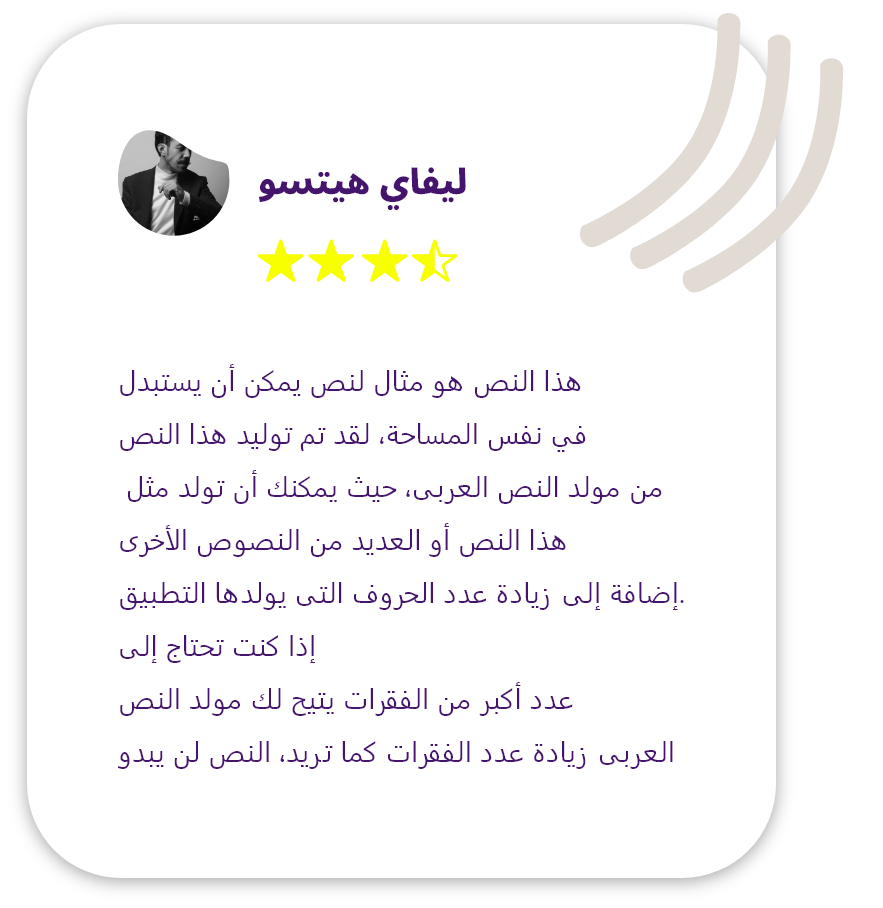 ليفاي هيتسو
هذا النص هو مثال لنص يمكن أن يستبدل
في نفس المساحة، لقد تم توليد هذا النص
من مولد النص العربى، حيث يمكنك أن تولد مثل
هذا النص أو العديد من النصوص الأخرى
إضافة إلى زيادة عدد الحروف التى يولدها التطبيق.
إذا كنت تحتاج إلى
عدد أكبر من الفقرات يتيح لك مولد النص
العربى زيادة عدد الفقرات كما تريد، النص لن يبدو